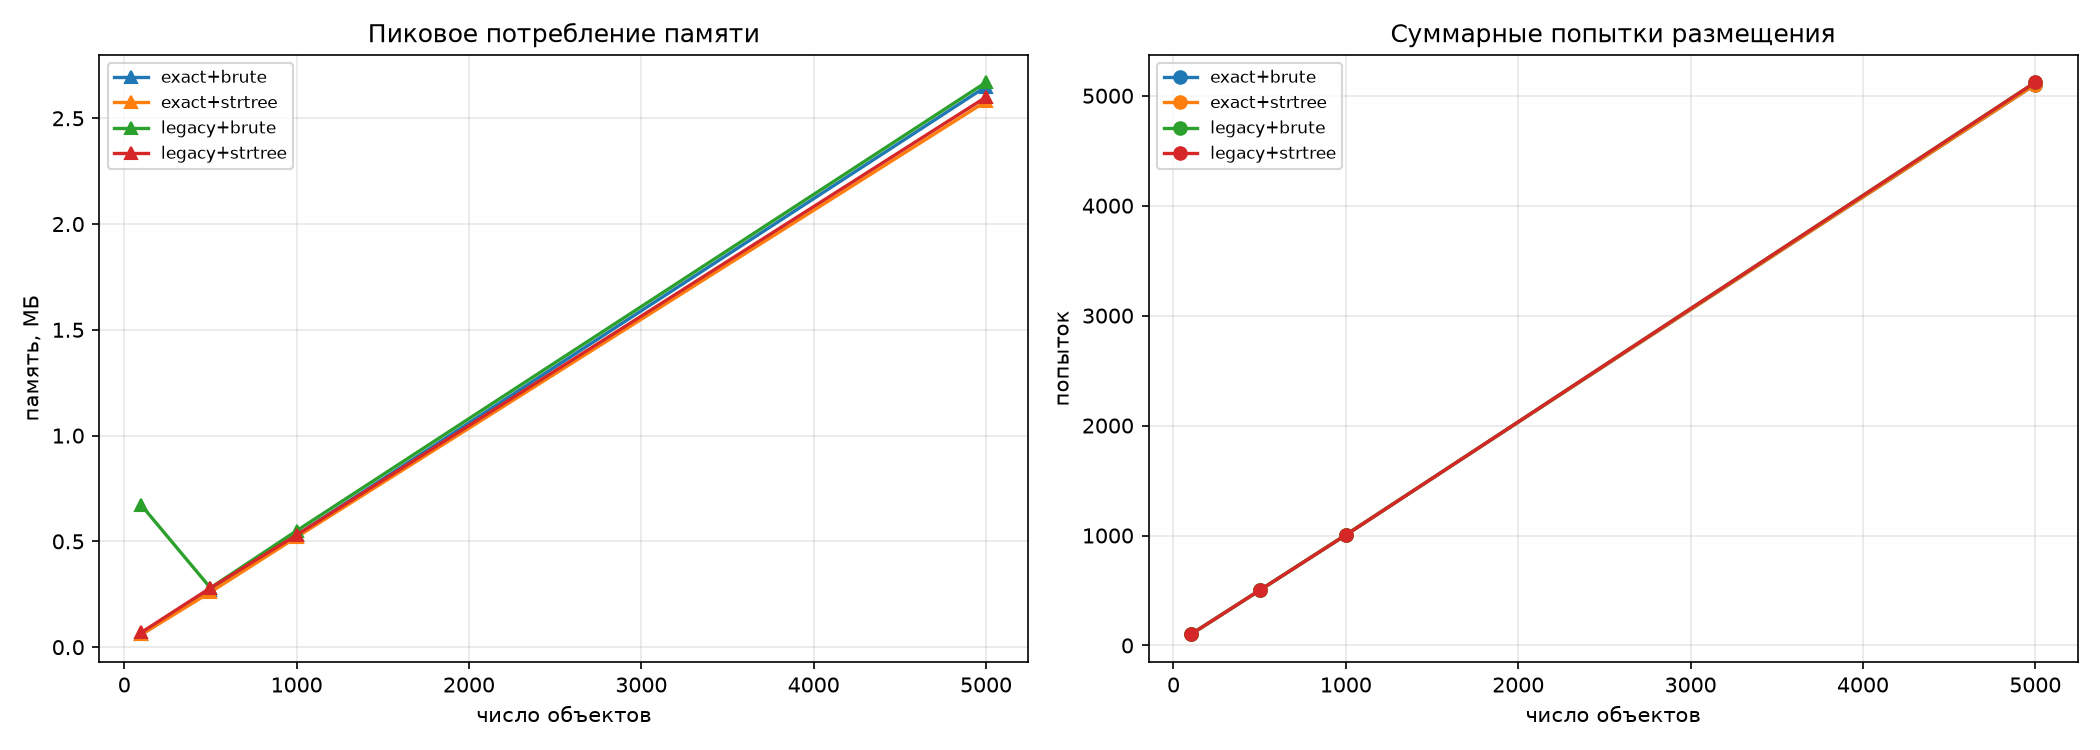 Пиковое потребление памяти
exact+brute
exact+strtree
legacy+brute
legacy+strtree
память, МБ
2.5
2.0
1.5
1.0
0.5
0.0
0 1000 2000 3000 4000 5000
число объектов
Суммарные попытки размещения
exact+brute
exact+strtree
legacy+brute
legacy+strtree
попыток
5000
4000
3000
2000
1000
0
0 1000 2000 3000 4000 5000
число объектов